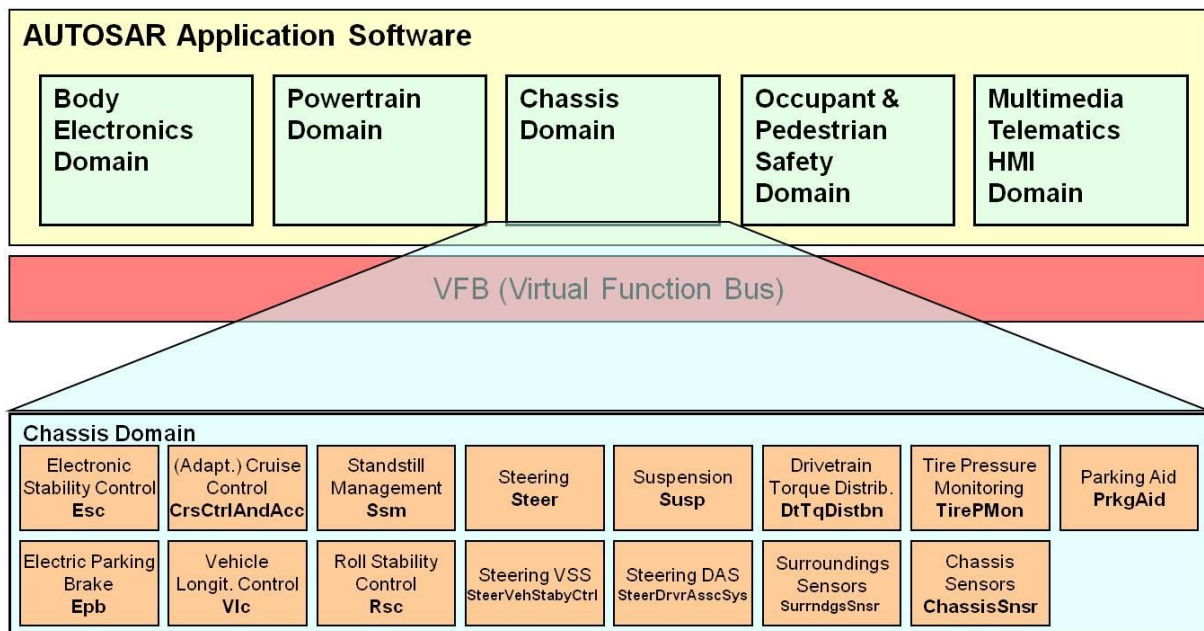 AUTOSAR Application Software
Body
Electronics
Domain
Powertrain
Domain
Chassis
Domain
Occupant &
Pedestrian
Safety
Domain
Multimedia
Telematics
HMI
Domain
VFB (Virtual Function Bus)
Chassis Domain
Electronic
Stability Control
Esc
(Adapt.) Cruise
Control
CrsCtrlAndAcc
Standstill
Management
Ssm
Steering
Steer
Suspension
Susp
Drivetrain
Torque Distrib.
DtTqDistbn
Tire Pressure
Monitoring
TirePMon
Parking Aid
PrkgAid
Electric Parking
Brake
Epb
Vehicle
Longit. Control
Vlc
Roll Stability
Control
Rsc
Steering VSS
SteerVehStabyCtrl
Steering DAS
SteerDrvrAsscSys
Surroundings
Sensors
SurrndgsSnsr
Chassis
Sensors
ChassisSnsr